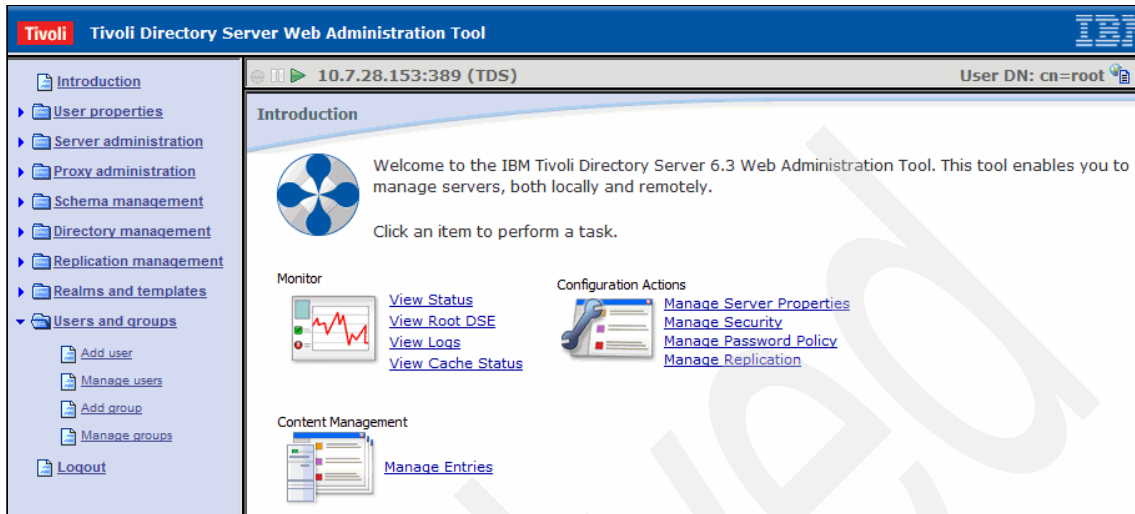 Tivoli Tivoli Directory Server Web Administration Tool
IBM
Introduction
User properties
Server administration
Proxy administration
Schema management
Directory management
Replication management
Realms and templates
Users and groups
Add user
Manage users
Add group
Manage groups
Logout
10.7.28.153:389 (TDS) User DN: cn=root
Introduction
Welcome to the IBM Tivoli Directory Server 6.3 Web Administration Tool. This tool enables you to
manage servers, both locally and remotely.
Click an item to perform a task.
Monitor
View Status
View Root DSE
View Logs
View Cache Status
Configuration Actions
Manage Server Properties
Manage Security
Manage Password Policy
Manage Replication
Content Management
Manage Entries